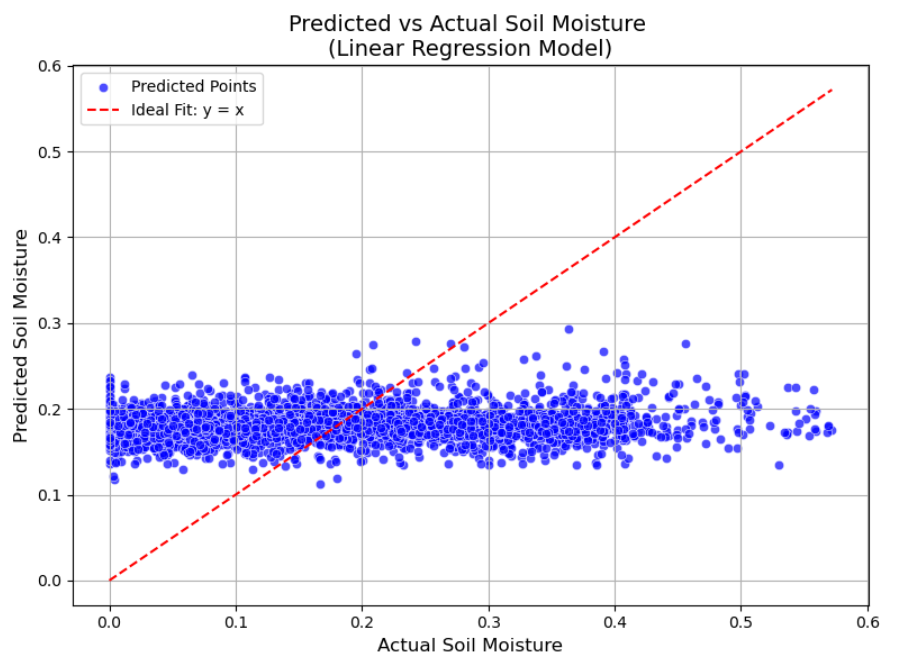 Predicted vs Actual Soil Moisture
(Linear Regression Model)
Predicted Points
Ideal Fit: y = x
0.6
0.5
0.4
0.3
0.2
0.1
0.0
Predicted Soil Moisture
0.0 0.1 0.2 0.3 0.4 0.5 0.6
Actual Soil Moisture